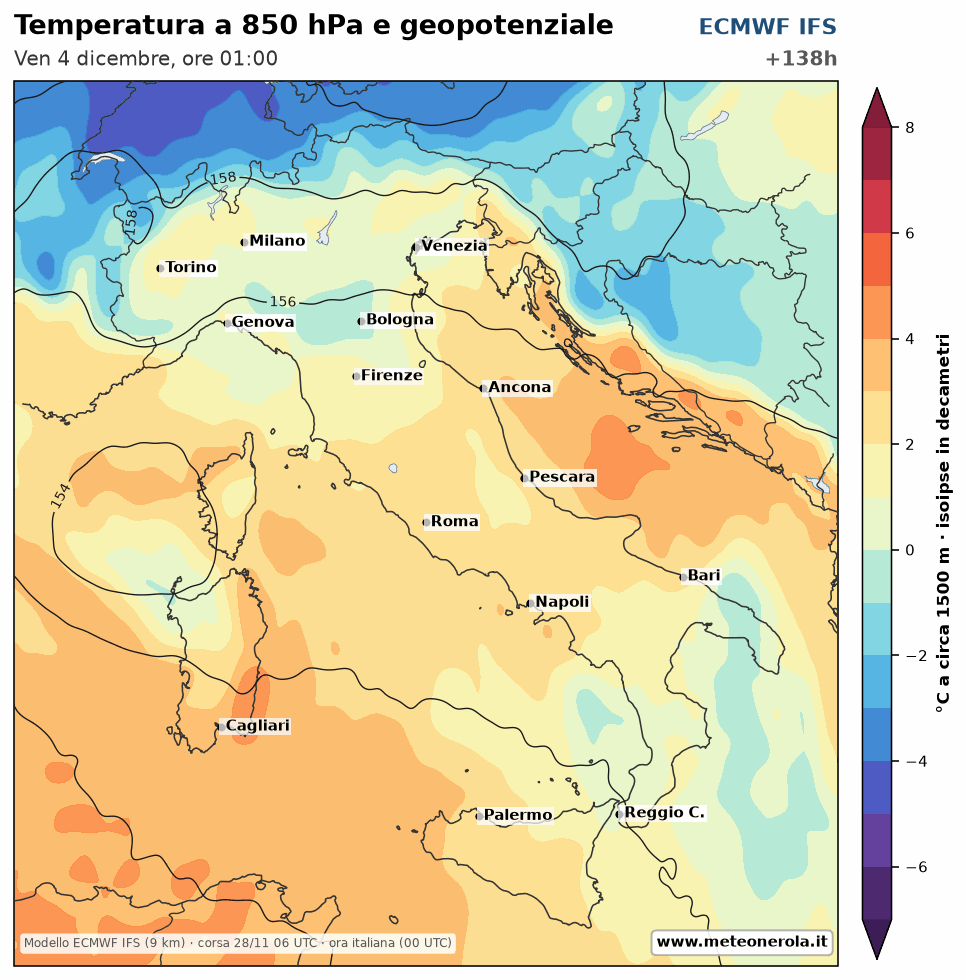 Temperatura a 850 hPa e geopotenziale
ECMWF IFS
Ven 4 dicembre, ore 01:00
+138h
158
158
Milano
Venezia
Torino
156
Genova
Bologna
Firenze
Ancona
Pescara
154
Roma
Bari
Napoli
Cagliari
Palermo
Reggio C.
Modello ECMWF IFS (9 km) · corsa 28/11 06 UTC · ora italiana (00 UTC)
www.meteonerola.it
8
6
4
2
0
−2
−4
−6
°C a circa 1500 m · isoipse in decametri